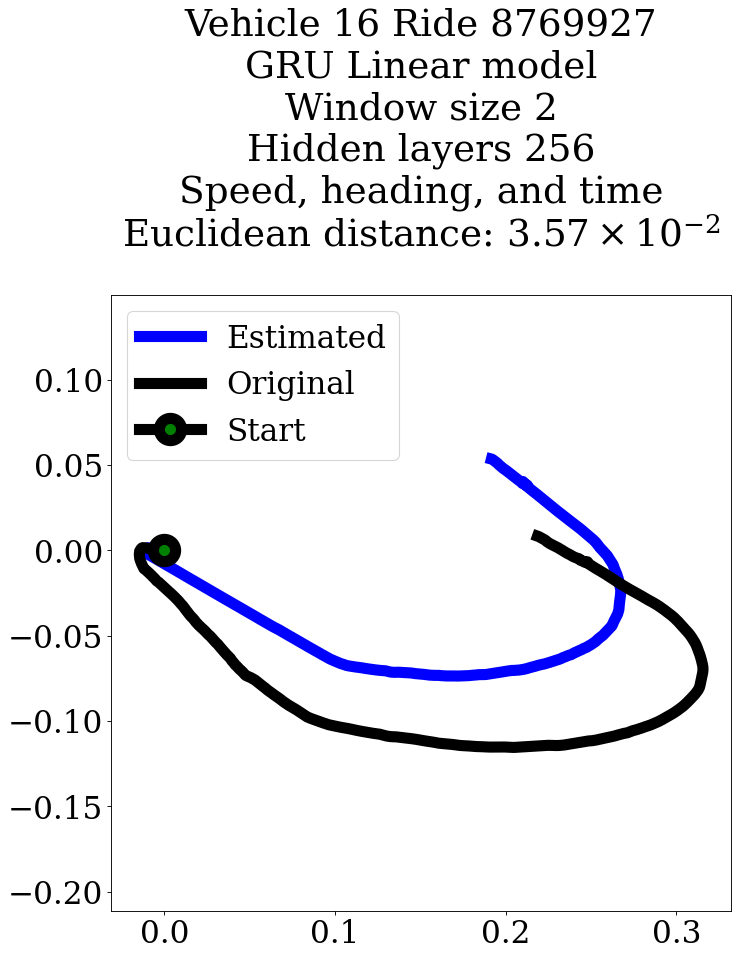 Vehicle 16 Ride 8769927
GRU Linear model
Window size 2
Hidden layers 256
Speed, heading, and time
Euclidean distance: 3.57 × 10⁻²
Estimated
Original
Start
0.10
0.05
0.00
−0.05
−0.10
−0.15
−0.20
0.0 0.1 0.2 0.3